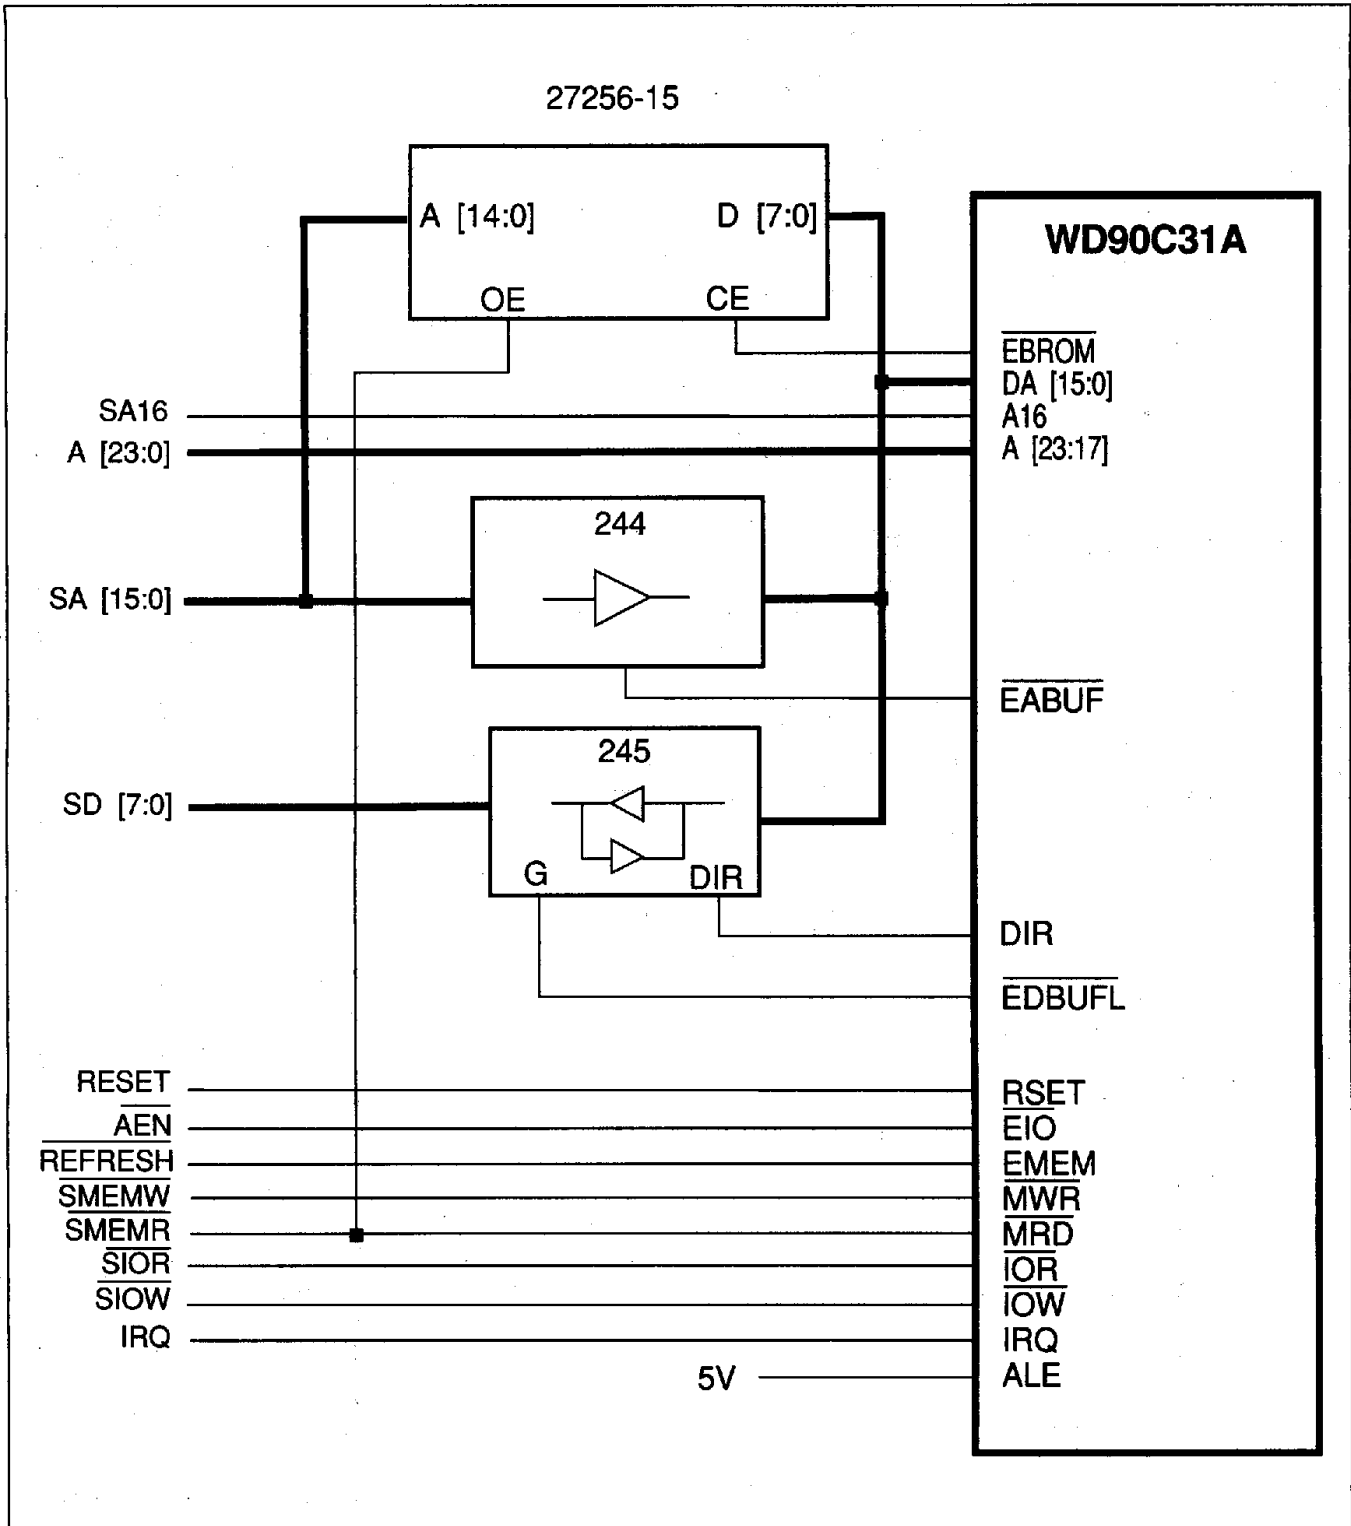 27256-15
A [14:0] D [7:0]
OE CE
WD90C31A
EBROM
DA [15:0]
SA16 A16
A [23:0] A [23:17]
244
SA [15:0]
EABUF
245
SD [7:0]
G DIR
DIR
EDBUFL
RESET RSET
AEN EIO
REFRESH EMEM
SMEMW MWR
SMEMR MRD
SIOR IOR
SIOW IOW
IRQ IRQ
5V ALE